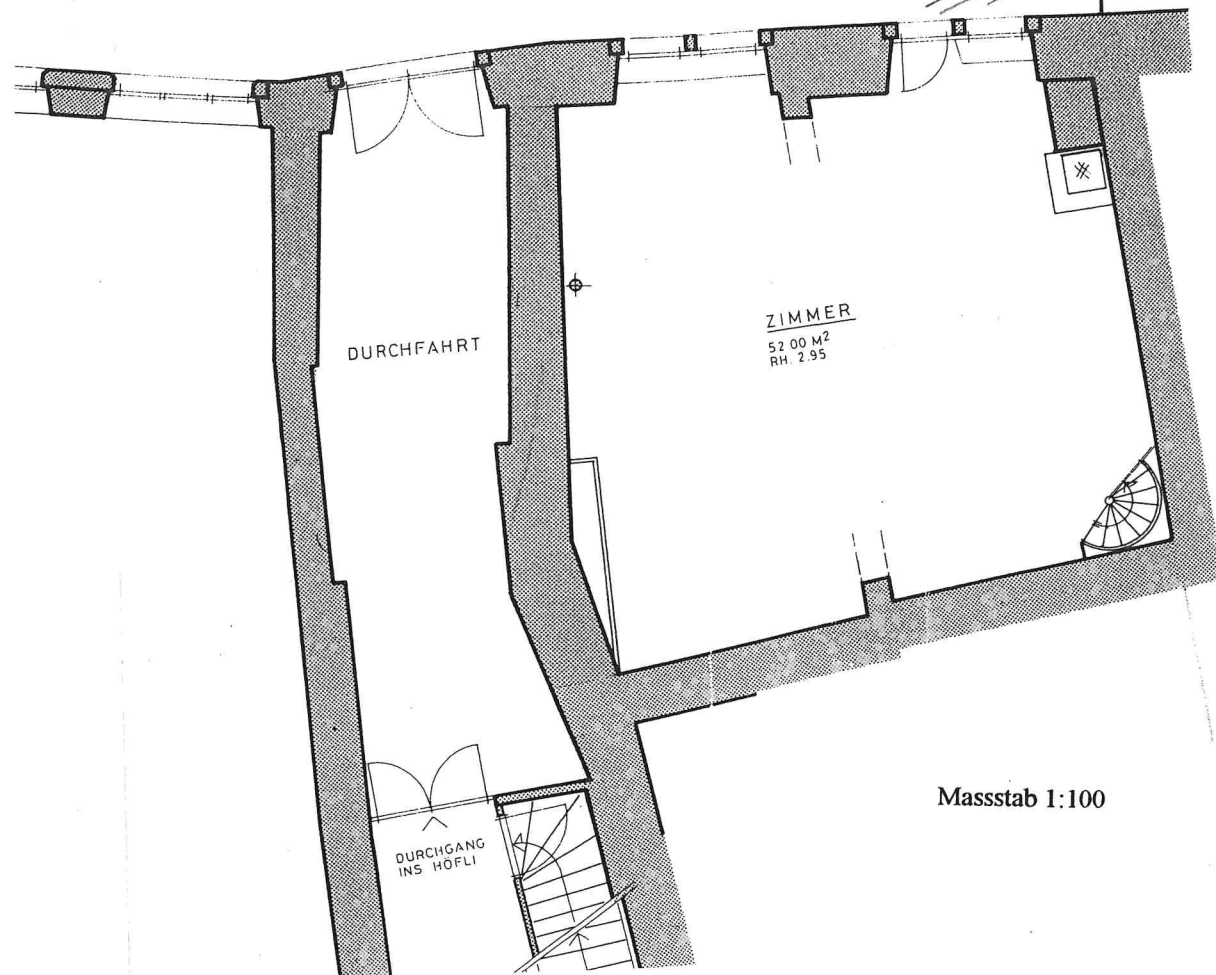 DURCHFAHRT
ZIMMER
52 00 M²
RH. 2.95
Massstab 1:100
DURCHGANG
INS HÖFLI